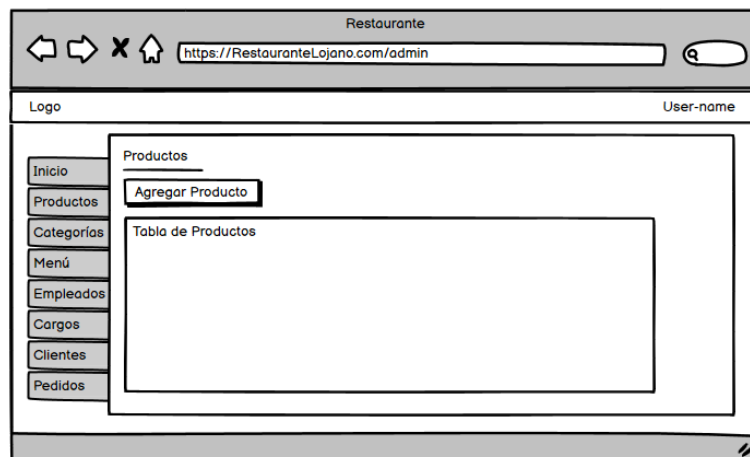 Restaurante
https://RestauranteLojano.com/admin
Logo
User-name
Inicio
Productos
Categorías
Menú
Empleados
Cargos
Clientes
Pedidos
Productos
Agregar Producto
Tabla de Productos